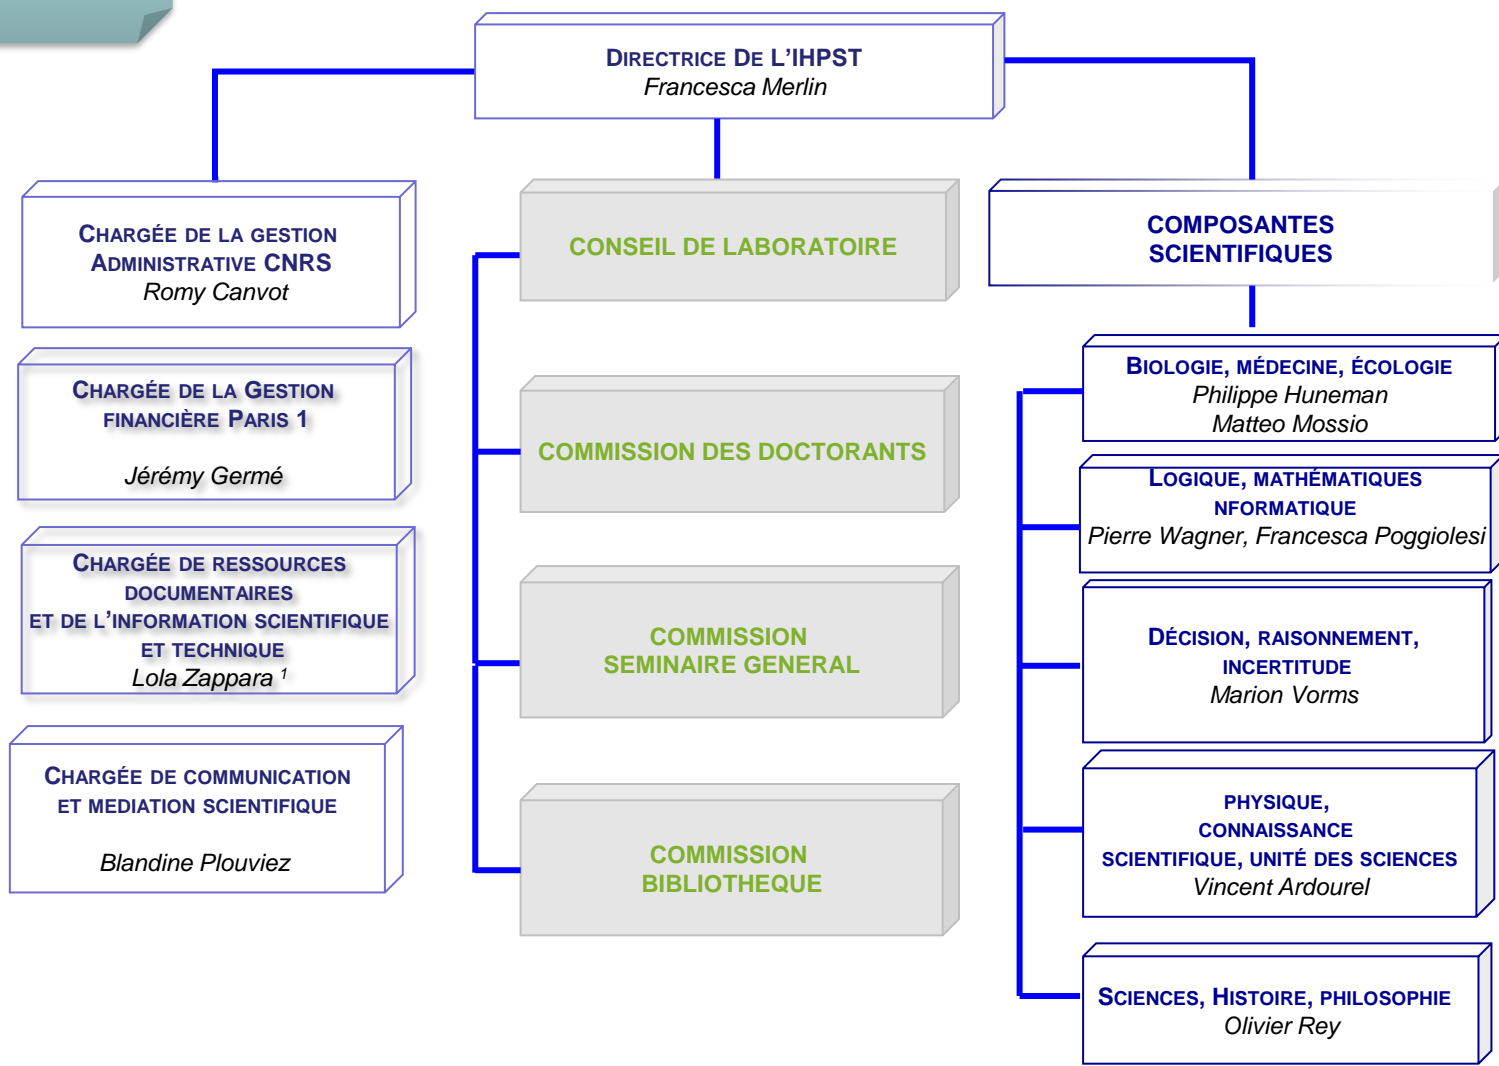 Directrice De L'IHPST
Francesca Merlin
Chargée de la gestion
Administrative CNRS
Romy Canvot
Chargée de la Gestion
financière Paris 1
Jérémy Germé
Chargée de ressources
documentaires
et de l'information scientifique
et technique
Lola Zappara 1
Chargée de communication
et mediation scientifique
Blandine Plouviez
CONSEIL DE LABORATOIRE
COMMISSION DES DOCTORANTS
COMMISSION
SEMINAIRE GENERAL
COMMISSION
BIBLIOTHEQUE
COMPOSANTES
SCIENTIFIQUES
Biologie, médecine, écologie
Philippe Huneman
Matteo Mossio
Logique, mathématiques
nformatique
Pierre Wagner, Francesca Poggiolesi
Décision, raisonnement,
incertitude
Marion Vorms
physique,
connaissance
scientifique, unité des sciences
Vincent Ardourel
Sciences, Histoire, philosophie
Olivier Rey